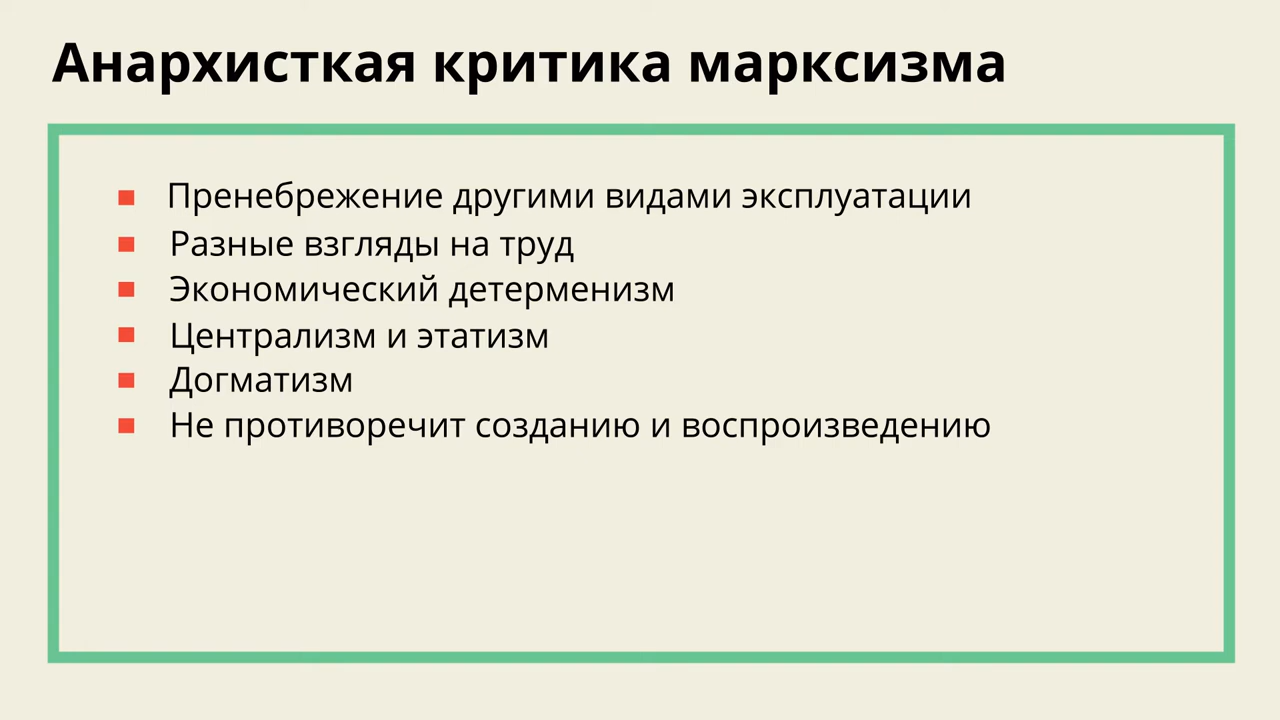 Анархисткая критика марксизма
Пренебрежение другими видами эксплуатации
Разные взгляды на труд
Экономический детерменизм
Централизм и этатизм
Догматизм
Не противоречит созданию и воспроизведению